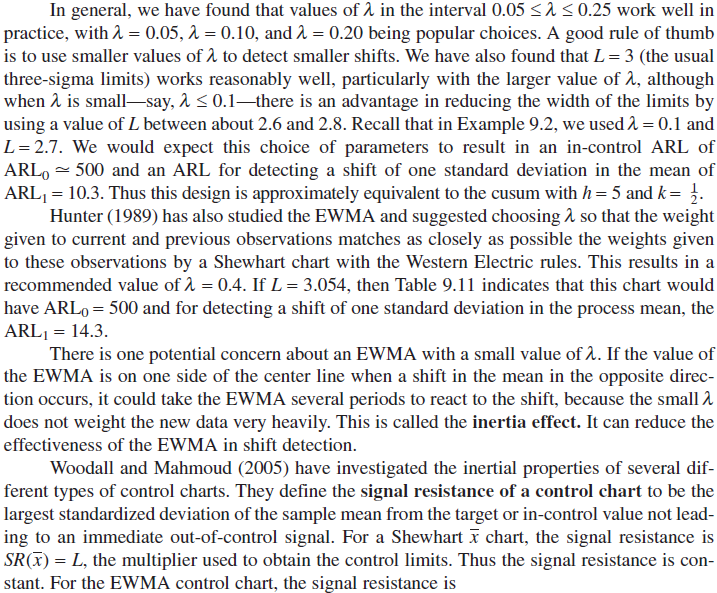 In general, we have found that values of λ in the interval 0.05 ≤ λ ≤ 0.25 work well in
practice, with λ = 0.05, λ = 0.10, and λ = 0.20 being popular choices. A good rule of thumb
is to use smaller values of λ to detect smaller shifts. We have also found that L = 3 (the usual
three-sigma limits) works reasonably well, particularly with the larger value of λ, although
when λ is small—say, λ ≤ 0.1—there is an advantage in reducing the width of the limits by
using a value of L between about 2.6 and 2.8. Recall that in Example 9.2, we used λ = 0.1 and
L = 2.7. We would expect this choice of parameters to result in an in-control ARL of
ARL₀ ≃ 500 and an ARL for detecting a shift of one standard deviation in the mean of
ARL₁ = 10.3. Thus this design is approximately equivalent to the cusum with h = 5 and k = ½.
Hunter (1989) has also studied the EWMA and suggested choosing λ so that the weight
given to current and previous observations matches as closely as possible the weights given
to these observations by a Shewhart chart with the Western Electric rules. This results in a
recommended value of λ = 0.4. If L = 3.054, then Table 9.11 indicates that this chart would
have ARL₀ = 500 and for detecting a shift of one standard deviation in the process mean, the
ARL₁ = 14.3.
There is one potential concern about an EWMA with a small value of λ. If the value of
the EWMA is on one side of the center line when a shift in the mean in the opposite direc-
tion occurs, it could take the EWMA several periods to react to the shift, because the small λ
does not weight the new data very heavily. This is called the inertia effect. It can reduce the
effectiveness of the EWMA in shift detection.
Woodall and Mahmoud (2005) have investigated the inertial properties of several dif-
ferent types of control charts. They define the signal resistance of a control chart to be the
largest standardized deviation of the sample mean from the target or in-control value not lead-
ing to an immediate out-of-control signal. For a Shewhart x̄ chart, the signal resistance is
SR(x̄) = L, the multiplier used to obtain the control limits. Thus the signal resistance is con-
stant. For the EWMA control chart, the signal resistance is